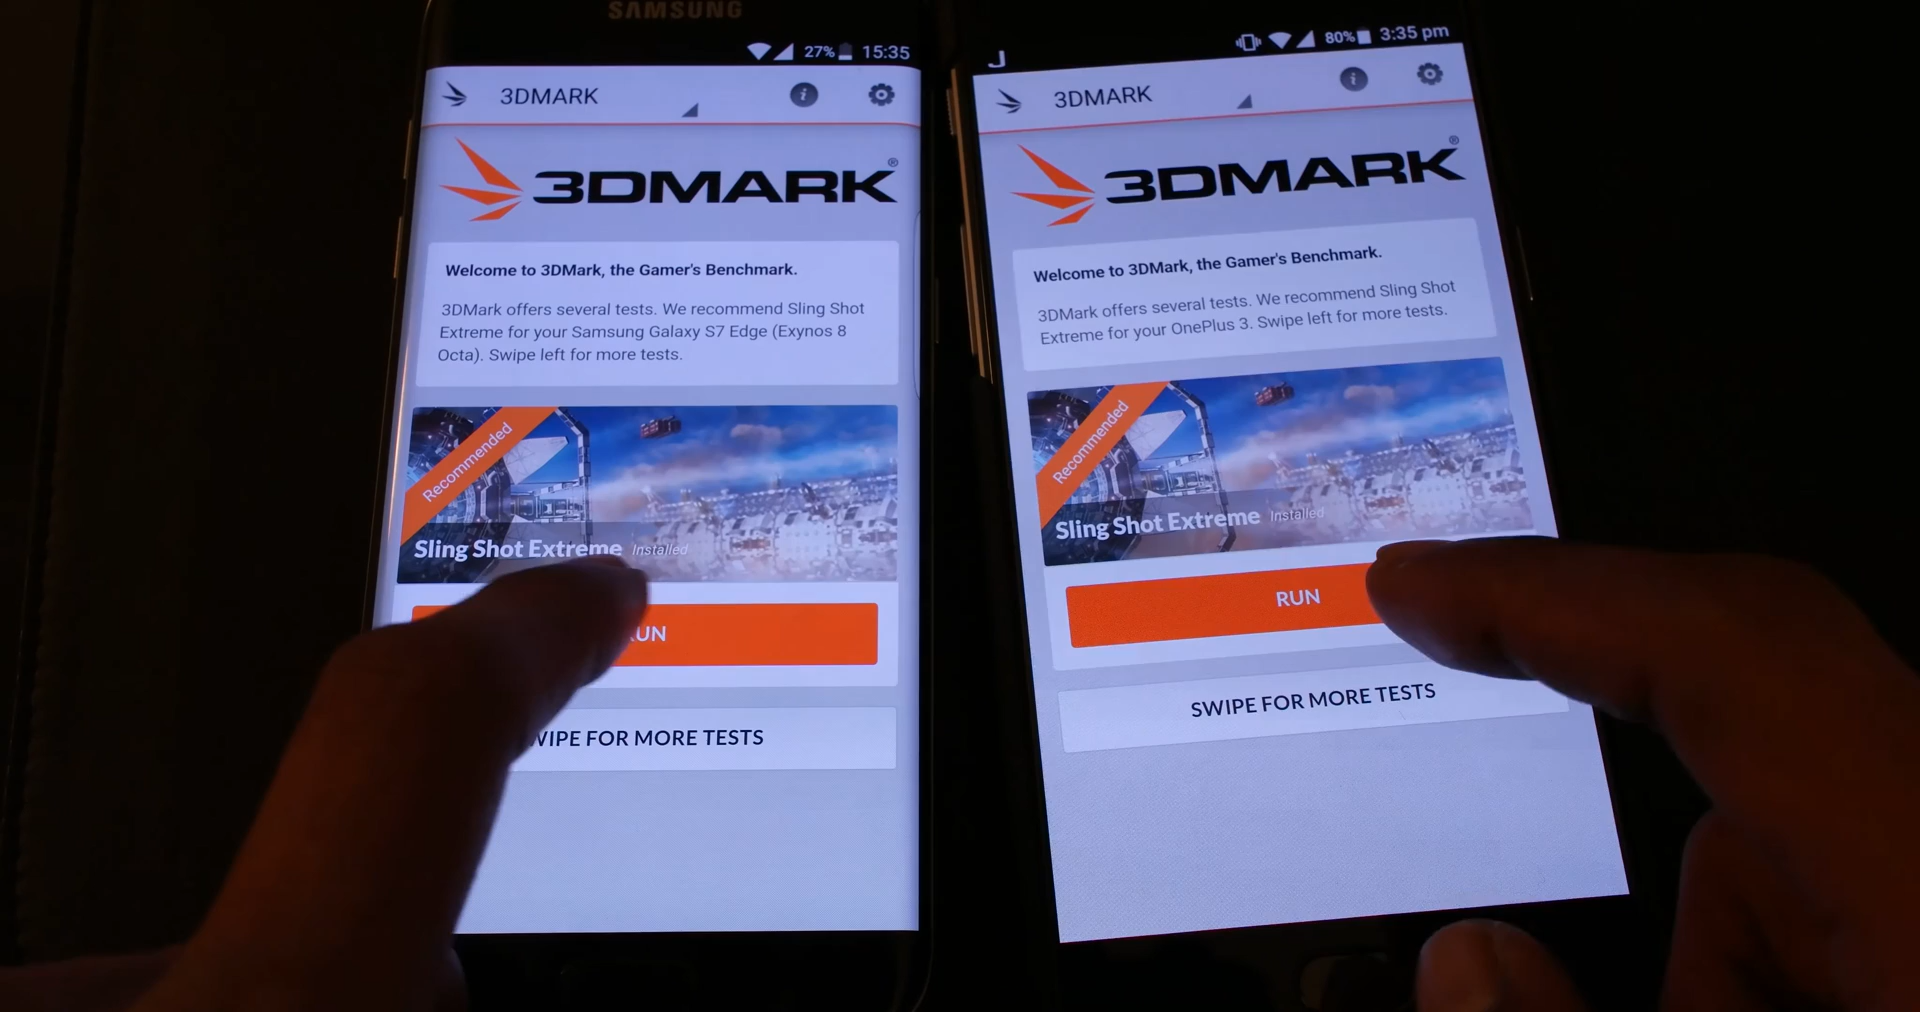 SAMSUNG
27% 15:35
3DMARK
3DMARK®
Welcome to 3DMark, the Gamer's Benchmark.
3DMark offers several tests. We recommend Sling Shot
Extreme for your Samsung Galaxy S7 Edge (Exynos 8
Octa). Swipe left for more tests.
Recommended
Sling Shot Extreme Installed
UN
WIPE FOR MORE TESTS
80% 3:35 pm
3DMARK
3DMARK®
Welcome to 3DMark, the Gamer's Benchmark.
3DMark offers several tests. We recommend Sling Shot
Extreme for your OnePlus 3. Swipe left for more tests.
Recommended
Sling Shot Extreme Installed
RUN
SWIPE FOR MORE TESTS